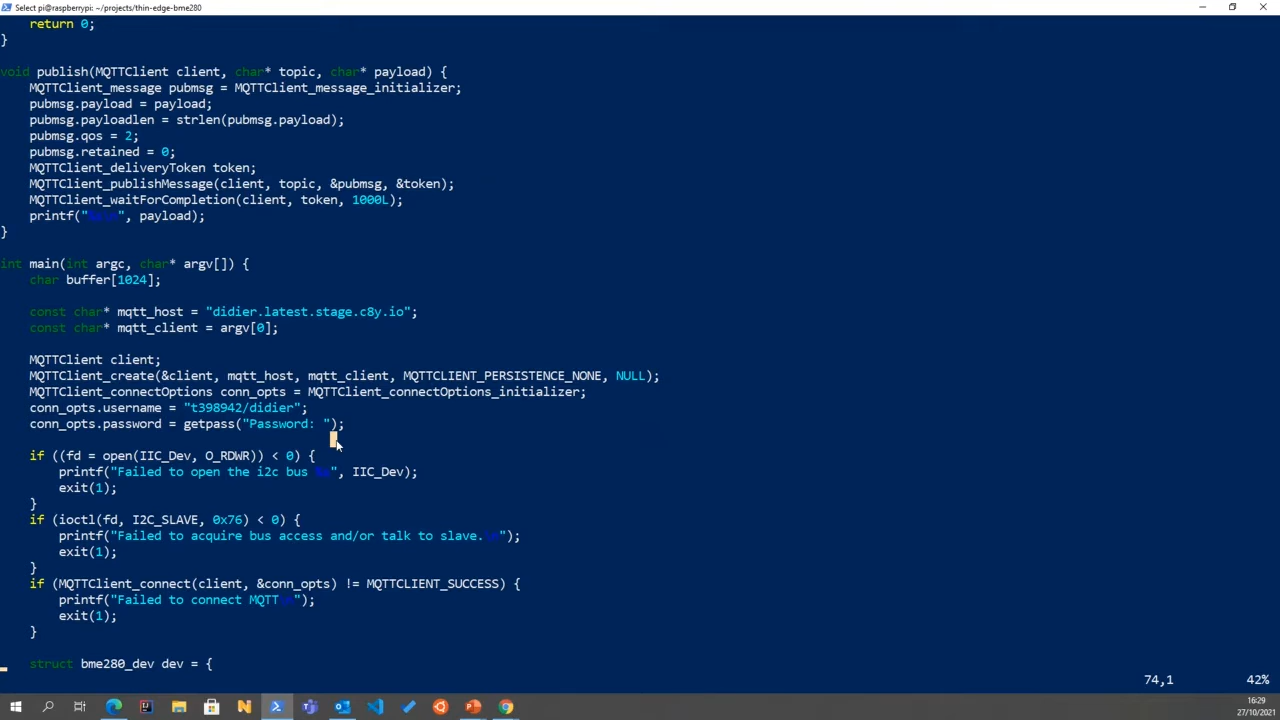 Select pi@raspberrypi: ~/projects/thin-edge-bme280
    return 0;
}
void publish(MQTTClient client, char* topic, char* payload) {
    MQTTClient_message pubmsg = MQTTClient_message_initializer;
    pubmsg.payload = payload;
    pubmsg.payloadlen = strlen(pubmsg.payload);
    pubmsg.qos = 2;
    pubmsg.retained = 0;
    MQTTClient_deliveryToken token;
    MQTTClient_publishMessage(client, topic, &pubmsg, &token);
    MQTTClient_waitForCompletion(client, token, 1000L);
    printf("", payload);
}
int main(int argc, char* argv[]) {
    char buffer[1024];
    const char* mqtt_host = "didier.latest.stage.c8y.io";
    const char* mqtt_client = argv[0];
    MQTTClient client;
    MQTTClient_create(&client, mqtt_host, mqtt_client, MQTTCLIENT_PERSISTENCE_NONE, NULL);
    MQTTClient_connectOptions conn_opts = MQTTClient_connectOptions_initializer;
    conn_opts.username = "t398942/didier";
    conn_opts.password = getpass("Password: ");
    if ((fd = open(IIC_Dev, O_RDWR)) < 0) {
        printf("Failed to open the i2c bus ", IIC_Dev);
        exit(1);
    }
    if (ioctl(fd, I2C_SLAVE, 0x76) < 0) {
        printf("Failed to acquire bus access and/or talk to slave.");
        exit(1);
    }
    if (MQTTClient_connect(client, &conn_opts) != MQTTCLIENT_SUCCESS) {
        printf("Failed to connect MQTT");
        exit(1);
    }
    struct bme280_dev dev = {
74,1 42%
16:29
27/10/2021